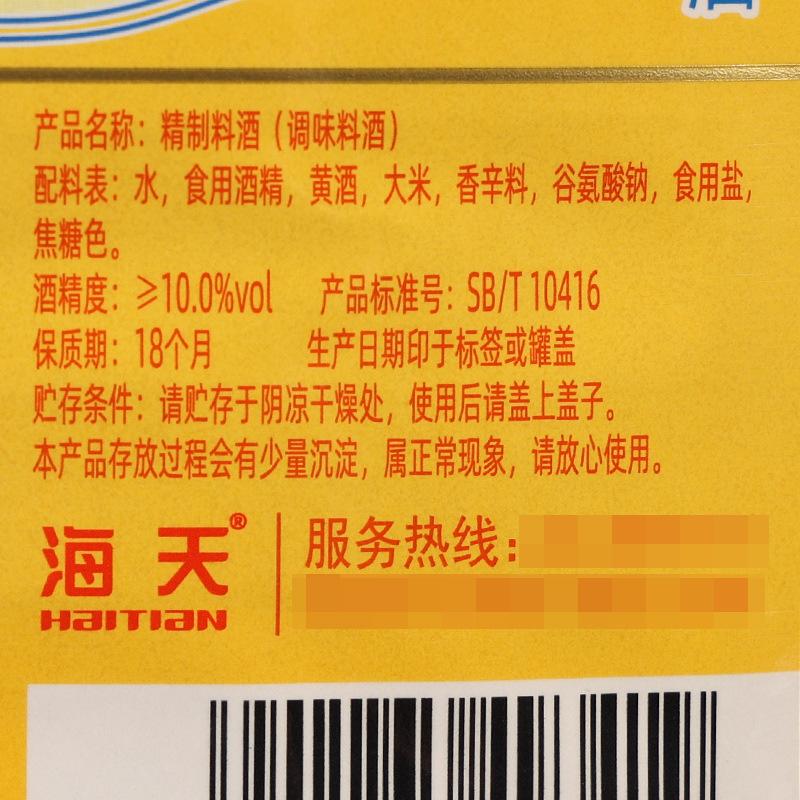 产品名称：精制料酒（调味料酒）
配料表：水，食用酒精，黄酒，大米，香辛料，谷氨酸钠，食用盐，
焦糖色。
酒精度：≥10.0%vol 产品标准号：SB/T 10416
保质期：18个月 生产日期印于标签或罐盖
贮存条件：请贮存于阴凉干燥处，使用后请盖上盖子。
本产品存放过程会有少量沉淀，属正常现象，请放心使用。
海天®
HaITIaN
服务热线：